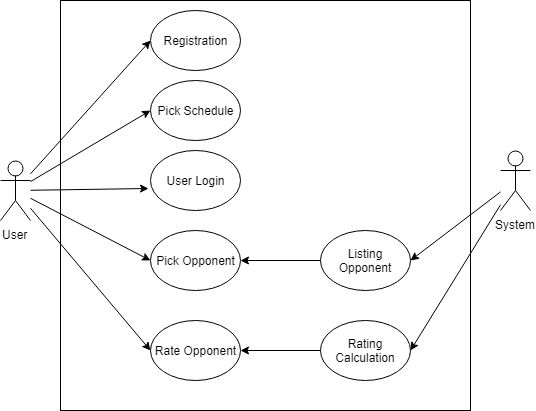 Registration
Pick Schedule
User Login
User
System
Pick Opponent
Listing
Opponent
Rate Opponent
Rating
Calculation